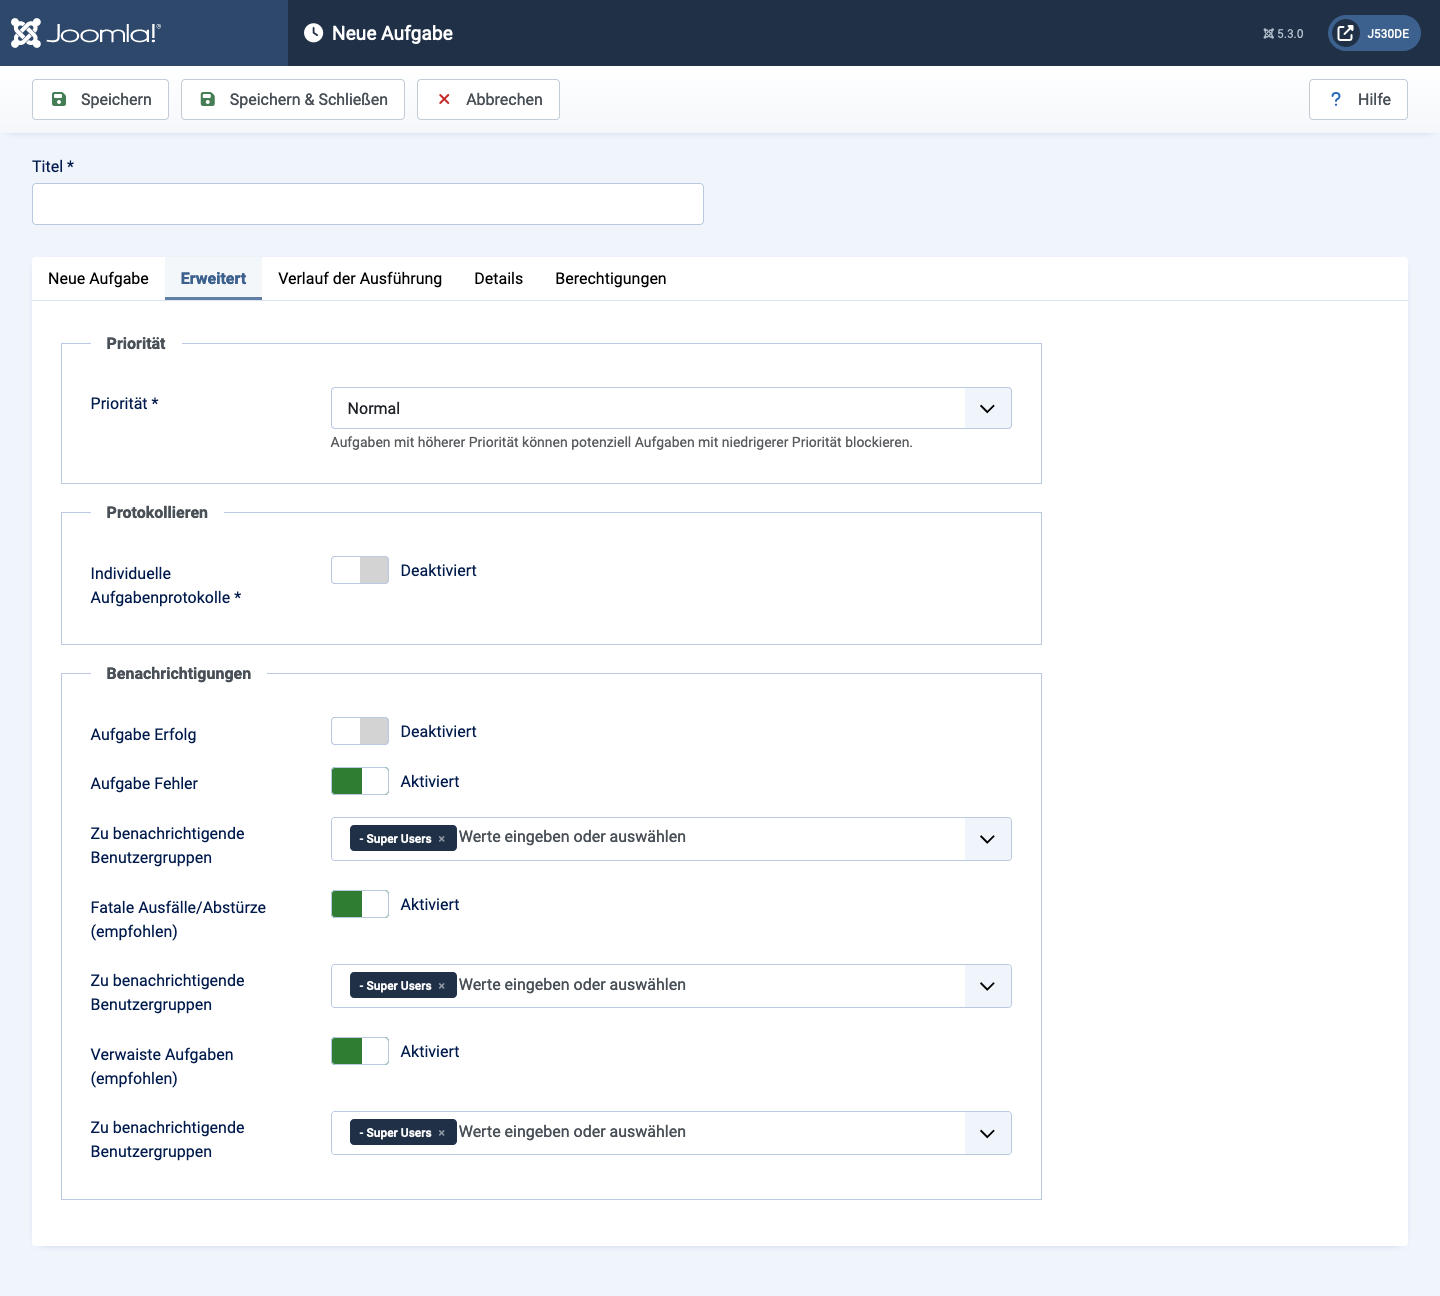 Joomla!®
Neue Aufgabe
5.3.0
J530DE
Speichern
Speichern & Schließen
Abbrechen
? Hilfe
Titel *
Neue Aufgabe
Erweitert
Verlauf der Ausführung
Details
Berechtigungen
Priorität
Priorität *
Normal
Aufgaben mit höherer Priorität können potenziell Aufgaben mit niedrigerer Priorität blockieren.
Protokollieren
Individuelle
Aufgabenprotokolle *
Deaktiviert
Benachrichtigungen
Aufgabe Erfolg
Deaktiviert
Aufgabe Fehler
Aktiviert
Zu benachrichtigende
Benutzergruppen
- Super Users × Werte eingeben oder auswählen
Fatale Ausfälle/Abstürze
(empfohlen)
Aktiviert
Zu benachrichtigende
Benutzergruppen
- Super Users × Werte eingeben oder auswählen
Verwaiste Aufgaben
(empfohlen)
Aktiviert
Zu benachrichtigende
Benutzergruppen
- Super Users × Werte eingeben oder auswählen